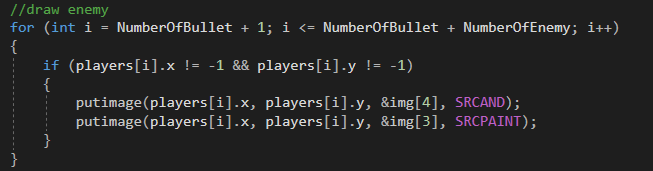 //draw enemy
for (int i = NumberOfBullet + 1; i <= NumberOfBullet + NumberOfEnemy; i++)
{
if (players[i].x != -1 && players[i].y != -1)
{
putimage(players[i].x, players[i].y, &img[4], SRCAND);
putimage(players[i].x, players[i].y, &img[3], SRCPAINT);
}
}